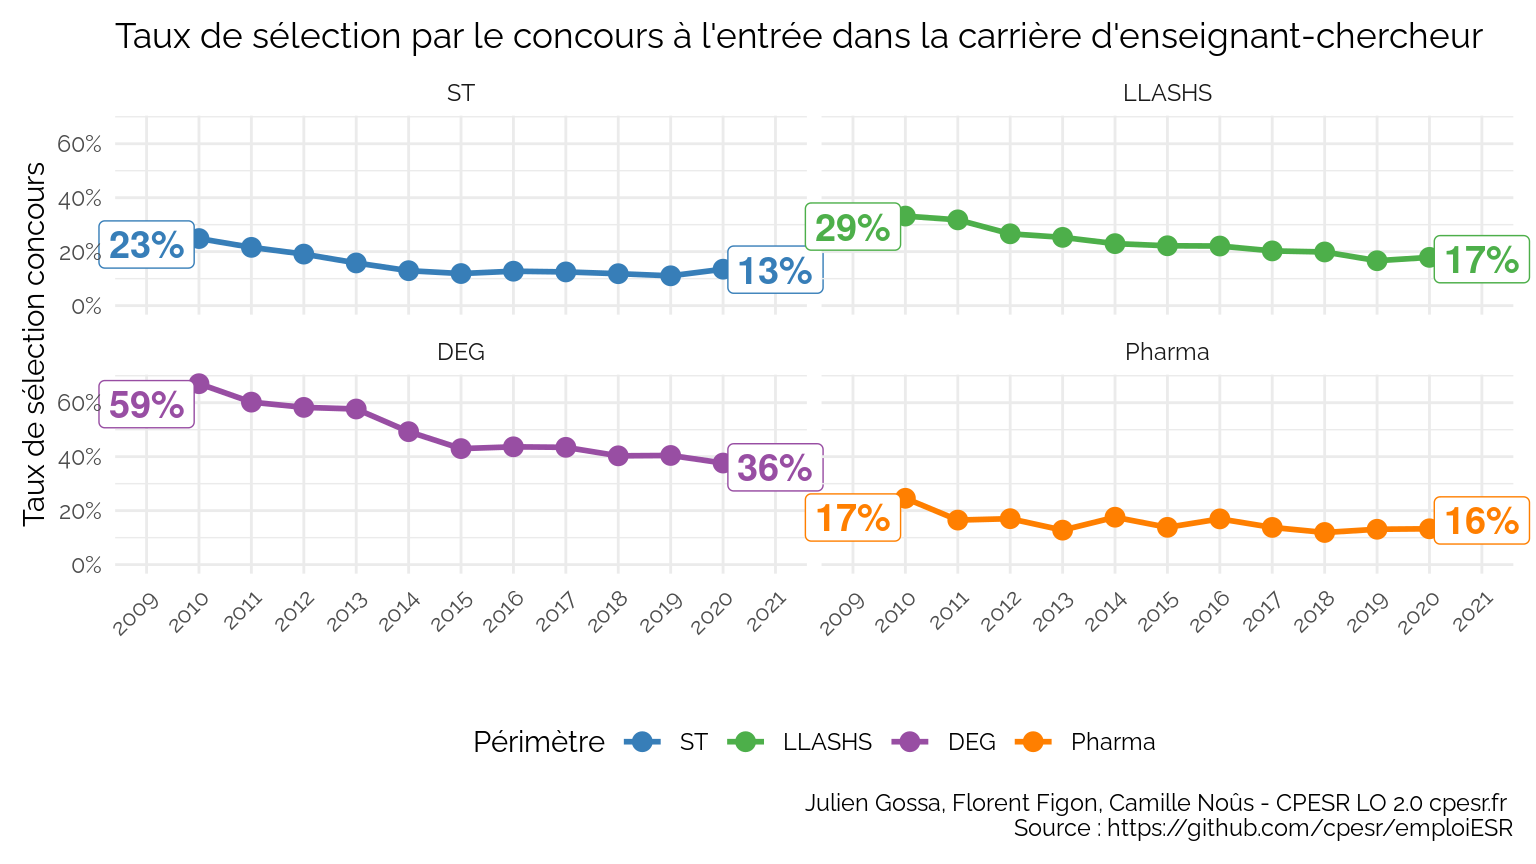 Taux de sélection par le concours à l'entrée dans la carrière d'enseignant-chercheur
ST
LLASHS
Taux de sélection concours
60%
40%
20%
0%
23%
13%
29%
17%
DEG
Pharma
60%
40%
20%
0%
59%
36%
17%
16%
2009 2010 2011 2012 2013 2014 2015 2016 2017 2018 2019 2020 2021
2009 2010 2011 2012 2013 2014 2015 2016 2017 2018 2019 2020 2021
Périmètre ST LLASHS DEG Pharma
Julien Gossa, Florent Figon, Camille Noûs - CPESR LO 2.0 cpesr.fr
Source : https://github.com/cpesr/emploiESR